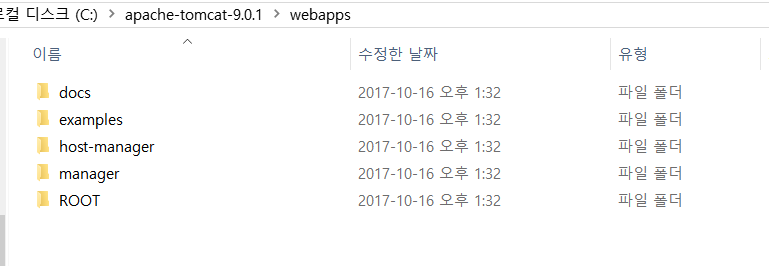 로컬 디스크 (C:) > apache-tomcat-9.0.1 > webapps
이름 수정한 날짜 유형
docs 2017-10-16 오후 1:32 파일 폴더
examples 2017-10-16 오후 1:32 파일 폴더
host-manager 2017-10-16 오후 1:32 파일 폴더
manager 2017-10-16 오후 1:32 파일 폴더
ROOT 2017-10-16 오후 1:32 파일 폴더